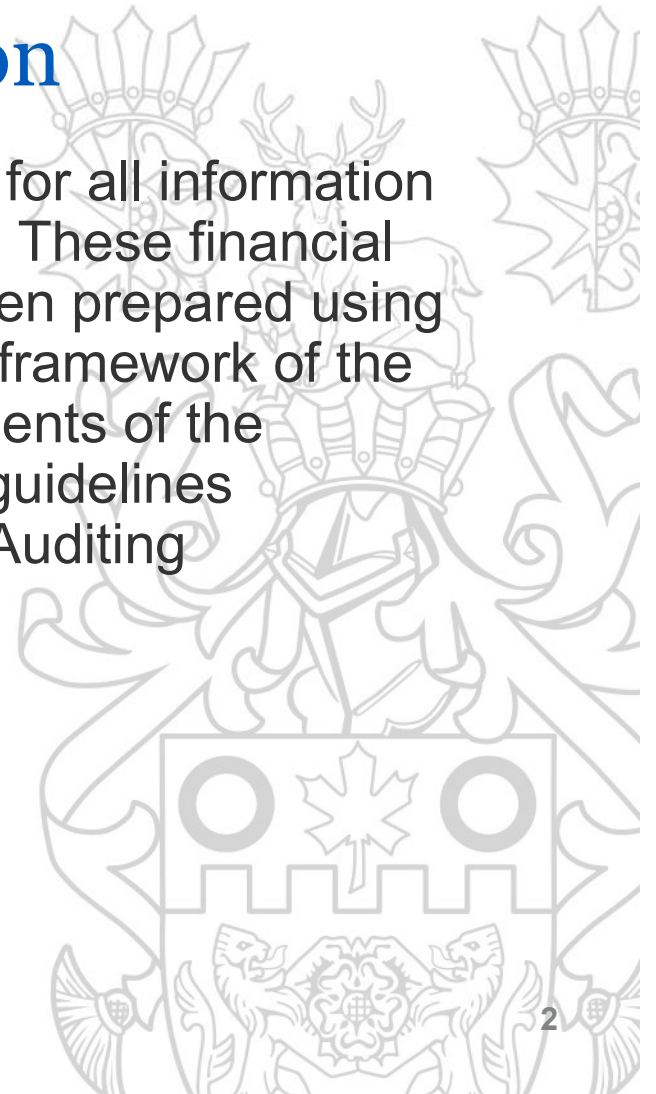 on
for all information
These financial
en prepared using
framework of the
ents of the
guidelines
Auditing
2